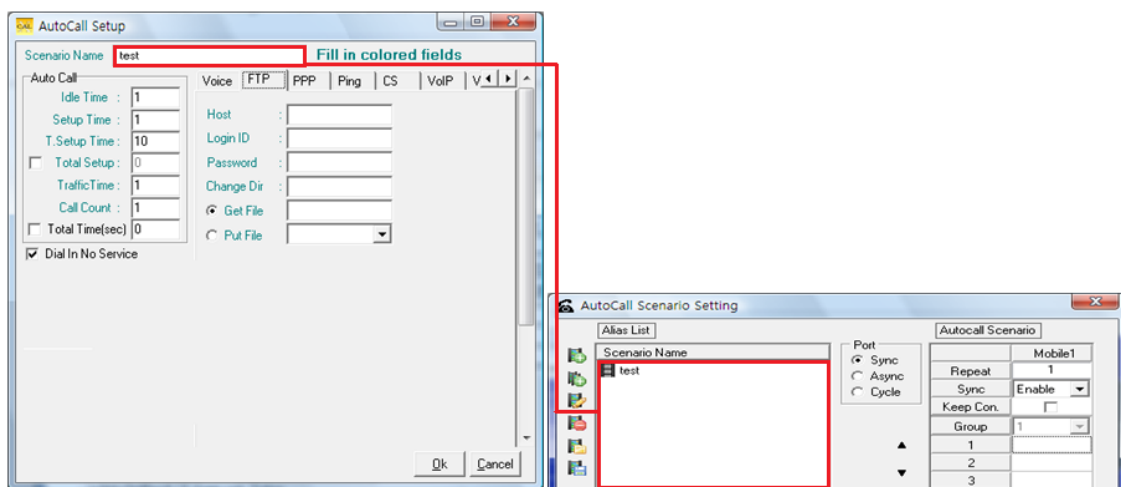 AutoCall Setup
Scenario Name test Fill in colored fields
Auto Call
Idle Time : 1
Setup Time : 1
T.Setup Time : 10
Total Setup : 0
TrafficTime : 1
Call Count : 1
Total Time(sec) 0
Dial In No Service
Voice FTP PPP Ping CS VoIP V
Host :
Login ID :
Password :
Change Dir :
Get File
Put File
Ok Cancel
AutoCall Scenario Setting
Alias List
Scenario Name
test
Port
Sync
Async
Cycle
Autocall Scenario
Mobile1
Repeat 1
Sync Enable
Keep Con.
Group 1
1
2
3